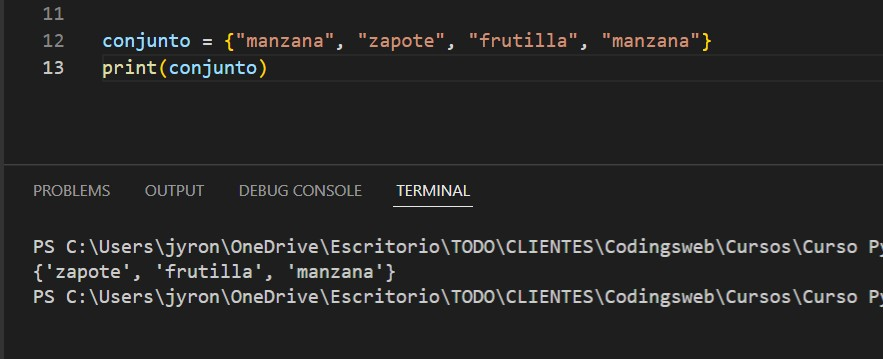 11
12 conjunto = {"manzana", "zapote", "frutilla", "manzana"}
13 print(conjunto)
PROBLEMS OUTPUT DEBUG CONSOLE TERMINAL
PS C:\Users\jyron\OneDrive\Escritorio\TODO\CLIENTES\Codingsweb\Cursos\Curso Py
{'zapote', 'frutilla', 'manzana'}
PS C:\Users\jyron\OneDrive\Escritorio\TODO\CLIENTES\Codingsweb\Cursos\Curso Py